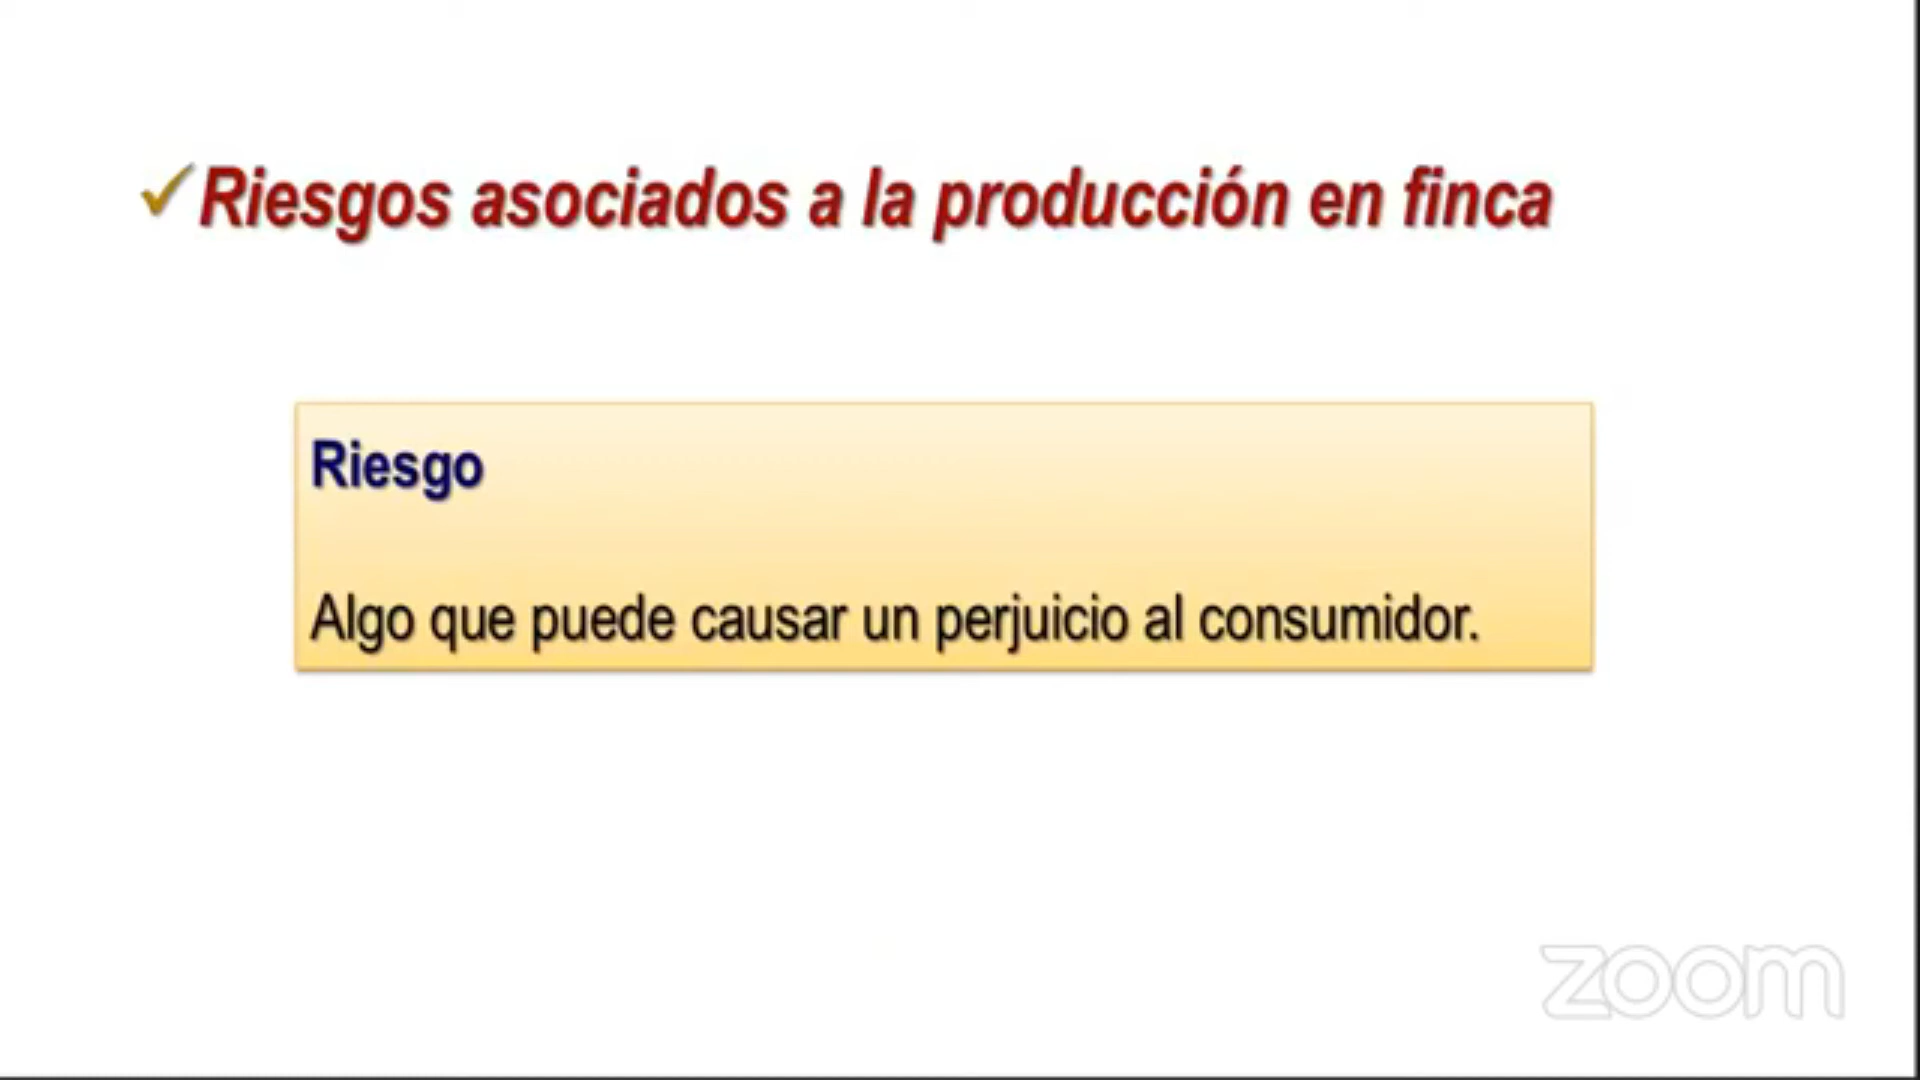 Riesgos asociados a la producción en finca
Riesgo
Algo que puede causar un perjuicio al consumidor.
zoom